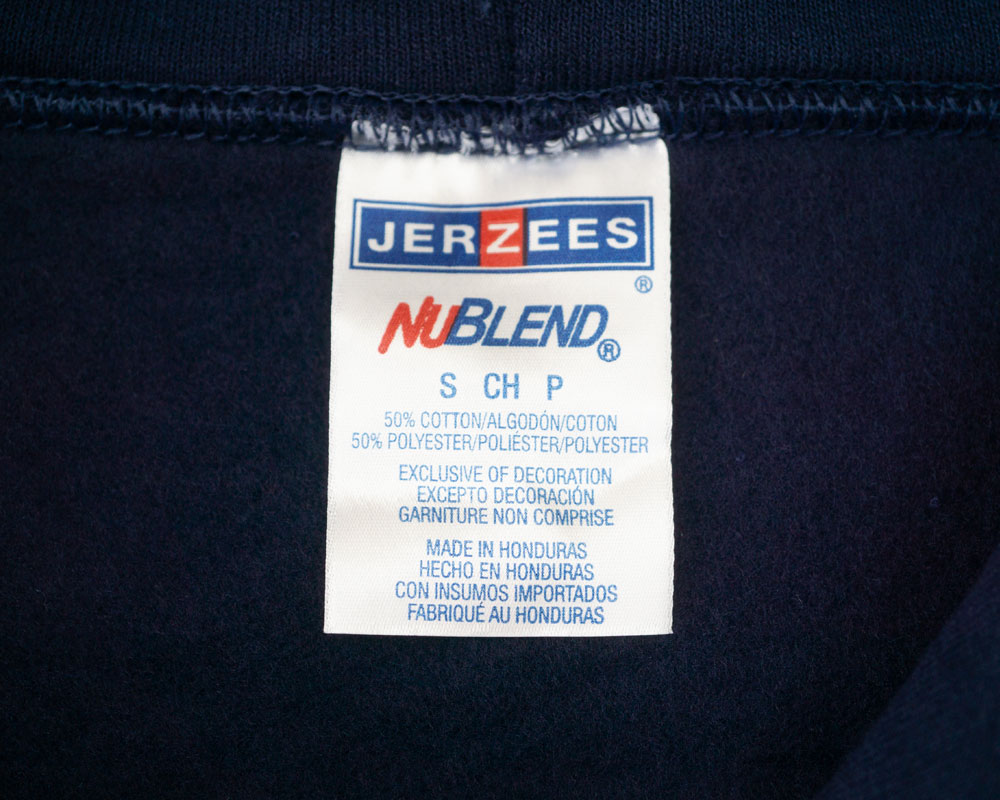 JERZEES
®
NUBLEND®
S CH P
50% COTTON/ALGODÓN/COTON
50% POLYESTER/POLIÉSTER/POLYESTER
EXCLUSIVE OF DECORATION
EXCEPTO DECORACIÓN
GARNITURE NON COMPRISE
MADE IN HONDURAS
HECHO EN HONDURAS
CON INSUMOS IMPORTADOS
FABRIQUÉ AU HONDURAS